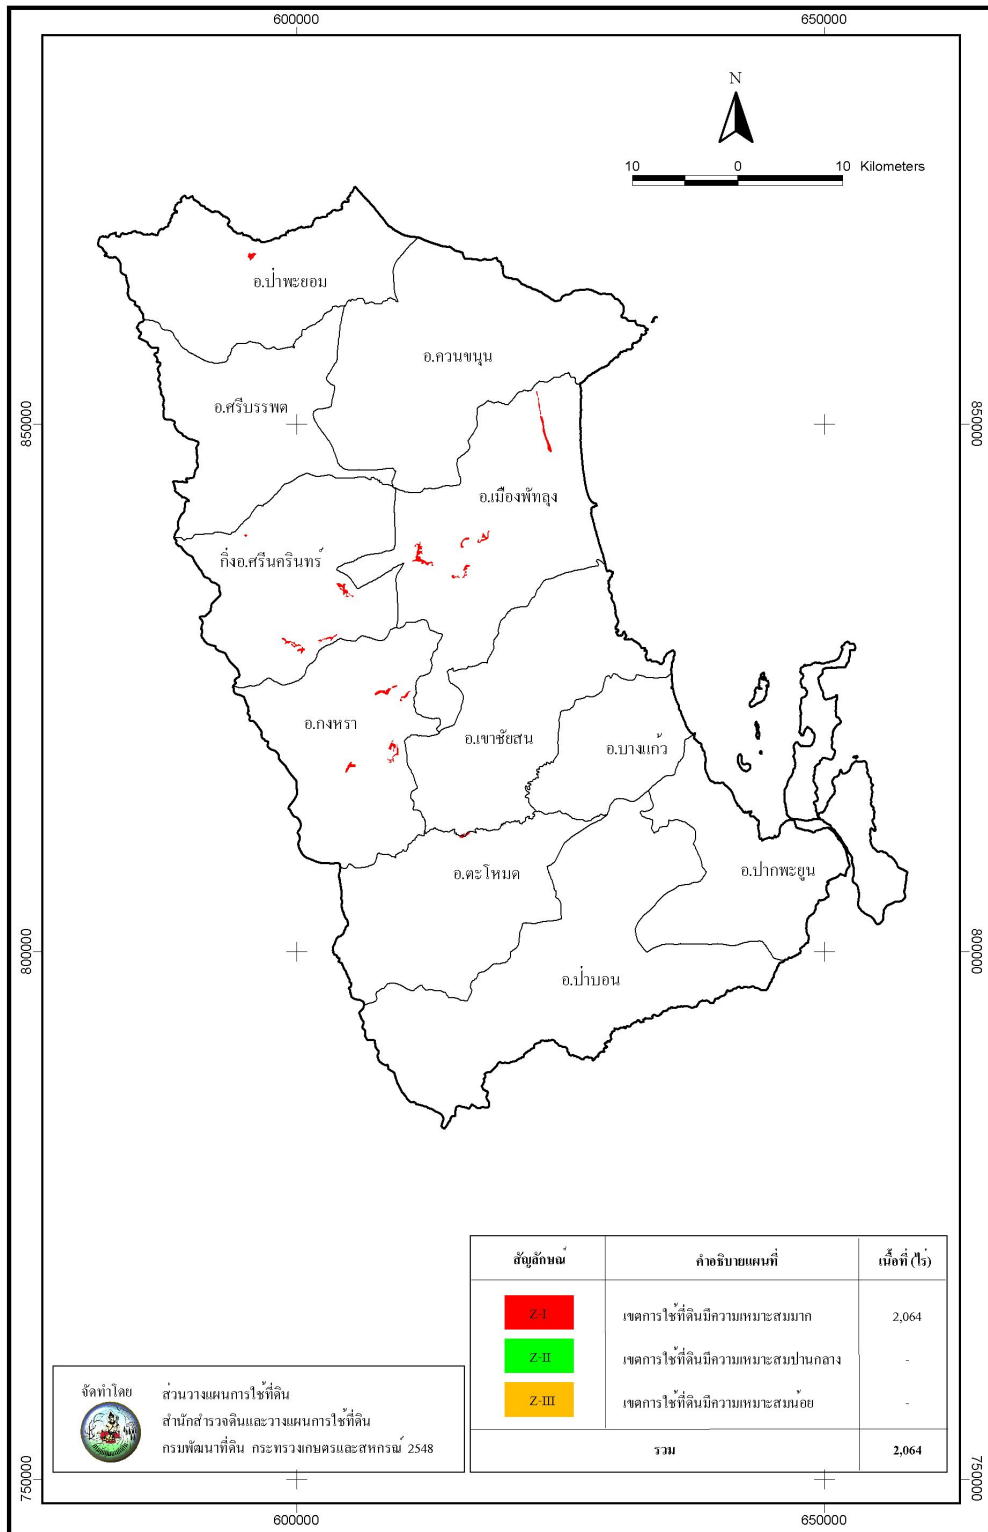 600000
650000
N
10 0 10 Kilometers
อ.ป่าพะยอม
อ.ควนขนุน
อ.ศรีบรรพต
850000
850000
อ.เมืองพัทลุง
กิ่งอ.ศรีนครินทร์
อ.กงหรา
อ.เขาชัยสน
อ.บางแก้ว
อ.ตะโหมด
อ.ปากพะยูน
800000
800000
อ.ป่าบอน
สัญลักษณ์ คำอธิบายแผนที่ เนื้อที่ (ไร่)
Z-I เขตการใช้ที่ดินมีความเหมาะสมมาก 2,064
Z-II เขตการใช้ที่ดินมีความเหมาะสมปานกลาง -
Z-III เขตการใช้ที่ดินมีความเหมาะสมน้อย -
รวม 2,064
จัดทำโดย ส่วนวางแผนการใช้ที่ดิน
สำนักสำรวจดินและวางแผนการใช้ที่ดิน
กรมพัฒนาที่ดิน กระทรวงเกษตรและสหกรณ์ 2548
750000
750000
600000
650000